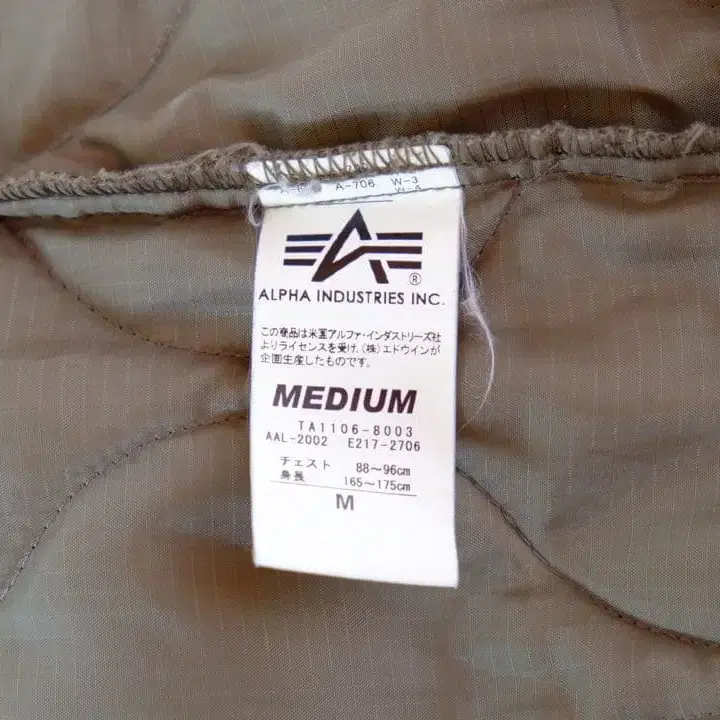 A-706 W-3
W-4
ALPHA INDUSTRIES INC.
この商品は米国アルファ・インダストリーズ社
よりライセンスを受け、(株)エドウインが
企画生産したものです。
MEDIUM
TA1106-8003
AAL-2002 E217-2706
チェスト 88〜96cm
身長 165〜175cm
M